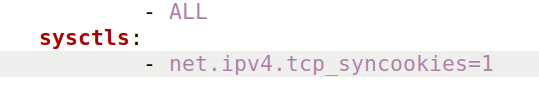 - ALL
sysctls:
- net.ipv4.tcp_syncookies=1